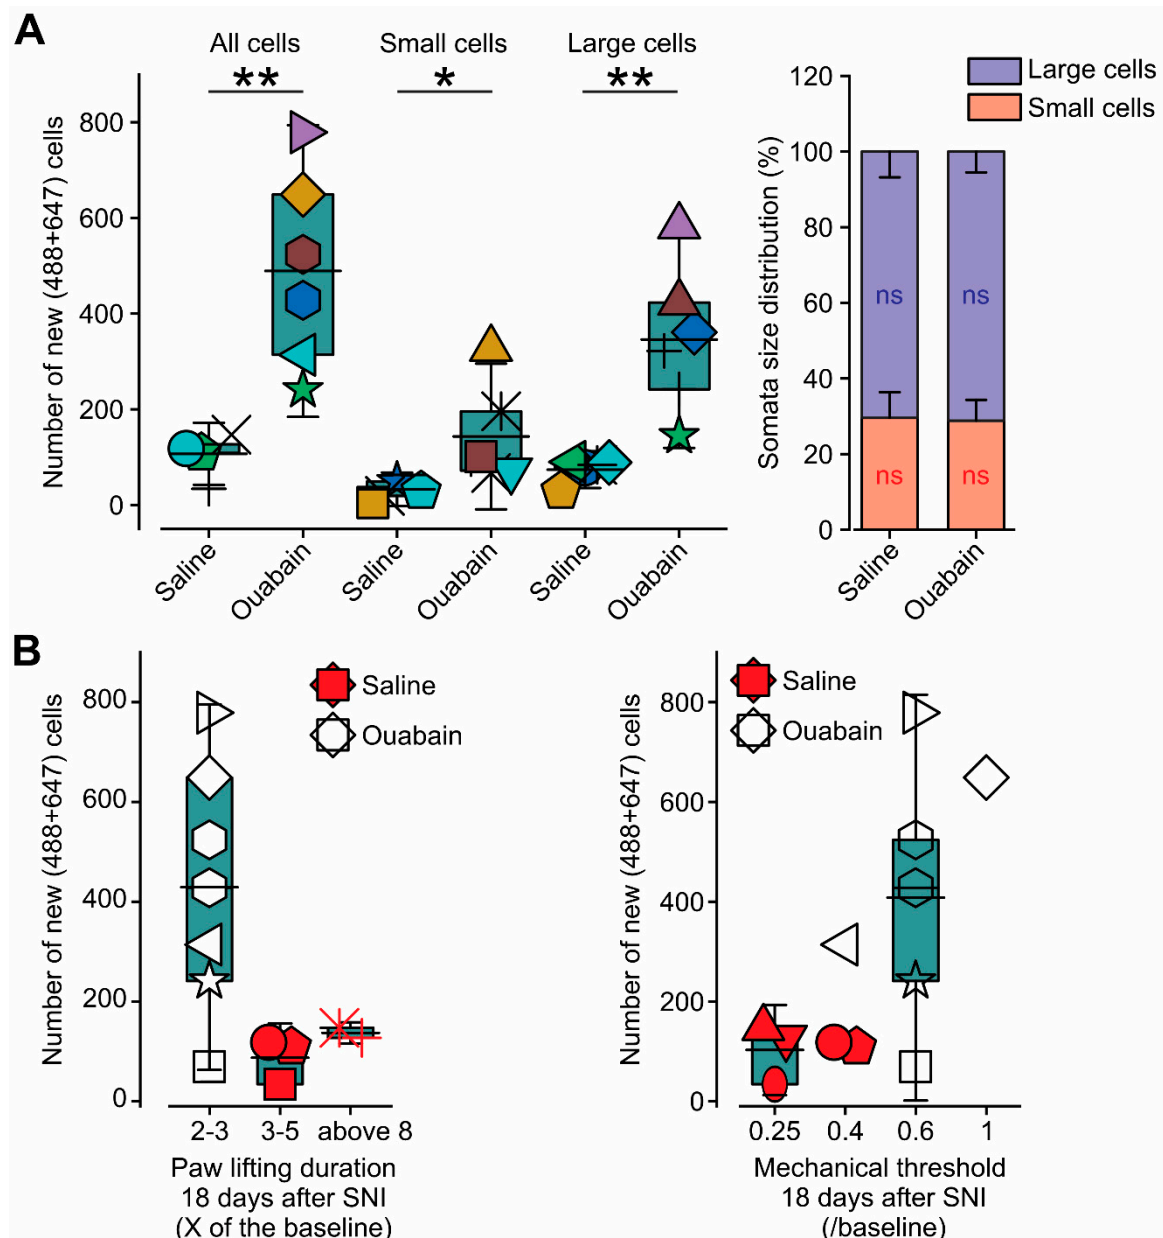 A
All cells
Small cells
Large cells
**
*
**
Number of new (488+647) cells
800
600
400
200
0
Saline
Ouabain
Saline
Ouabain
Saline
Ouabain
Large cells
Small cells
Somata size distribution (%)
120
100
80
60
40
20
0
ns
ns
ns
ns
Saline
Ouabain
B
Number of new (488+647) cells
800
600
400
200
0
Saline
Ouabain
2-3
3-5
above 8
Paw lifting duration
18 days after SNI
(X of the baseline)
Number of new (488+647) cells
800
600
400
200
0
Saline
Ouabain
0.25
0.4
0.6
1
Mechanical threshold
18 days after SNI
(/baseline)